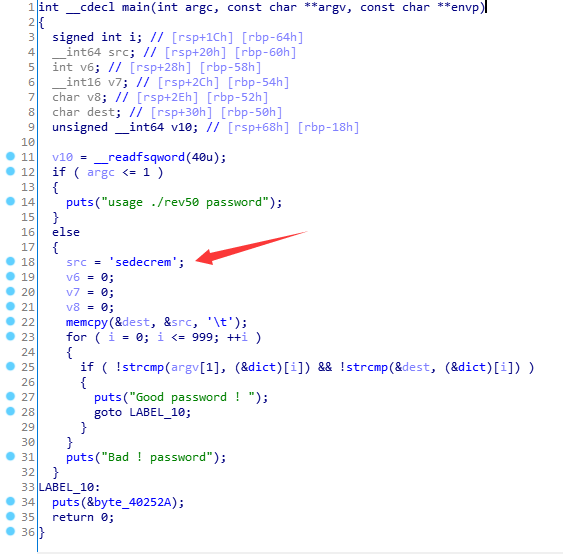 1 int __cdecl main(int argc, const char **argv, const char **envp)
2 {
3 signed int i; // [rsp+1Ch] [rbp-64h]
4 __int64 src; // [rsp+20h] [rbp-60h]
5 int v6; // [rsp+28h] [rbp-58h]
6 __int16 v7; // [rsp+2Ch] [rbp-54h]
7 char v8; // [rsp+2Eh] [rbp-52h]
8 char dest; // [rsp+30h] [rbp-50h]
9 unsigned __int64 v10; // [rsp+68h] [rbp-18h]
10
11 v10 = __readfsqword(40u);
12 if ( argc <= 1 )
13 {
14 puts("usage ./rev50 password");
15 }
16 else
17 {
18 src = 'sedecrem';
19 v6 = 0;
20 v7 = 0;
21 v8 = 0;
22 memcpy(&dest, &src, '\t');
23 for ( i = 0; i <= 999; ++i )
24 {
25 if ( !strcmp(argv[1], (&dict)[i]) && !strcmp(&dest, (&dict)[i]) )
26 {
27 puts("Good password ! ");
28 goto LABEL_10;
29 }
30 }
31 puts("Bad ! password");
32 }
33 LABEL_10:
34 puts(&byte_40252A);
35 return 0;
36 }